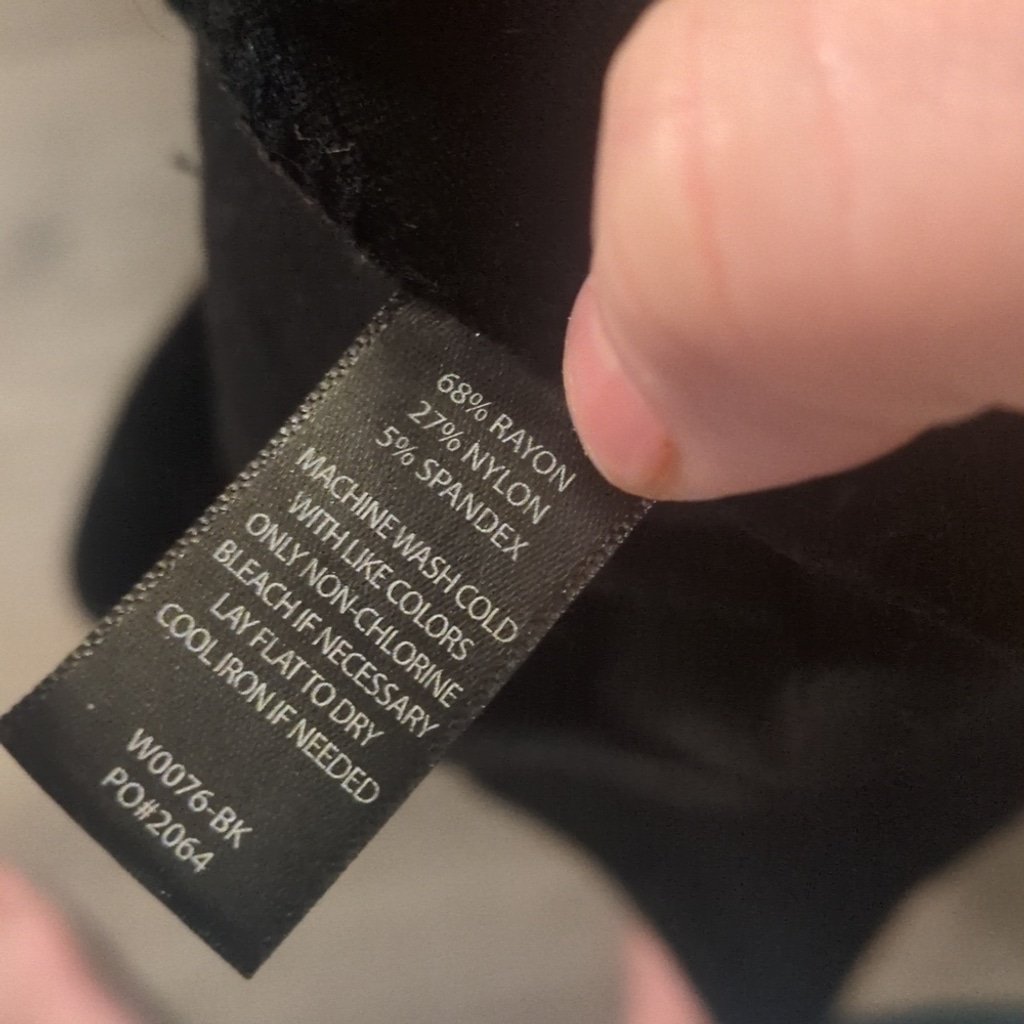 68% RAYON
27% NYLON
5% SPANDEX
MACHINE WASH COLD
WITH LIKE COLORS
ONLY NON-CHLORINE
BLEACH IF NECESSARY
LAY FLAT TO DRY
COOL IRON IF NEEDED
W0076-BK
PO#2064